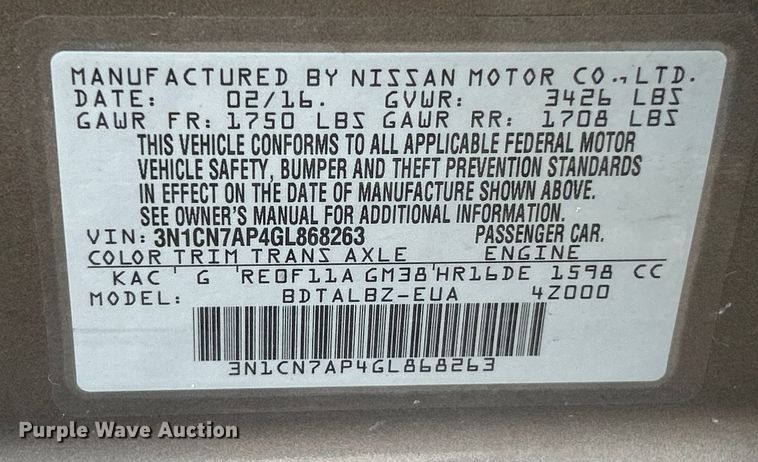 MANUFACTURED BY NISSAN MOTOR CO., LTD.
DATE: 02/16. GVWR: 3426 LBS
GAWR FR: 1750 LBS GAWR RR: 1708 LBS
THIS VEHICLE CONFORMS TO ALL APPLICABLE FEDERAL MOTOR
VEHICLE SAFETY, BUMPER AND THEFT PREVENTION STANDARDS
IN EFFECT ON THE DATE OF MANUFACTURE SHOWN ABOVE.
SEE OWNER'S MANUAL FOR ADDITIONAL INFORMATION.
VIN: 3N1CN7AP4GL868263 PASSENGER CAR.
COLOR TRIM TRANS AXLE ENGINE
KAC ' G 'RE0F11A GM38'HR16DE 1598 CC
MODEL: BDTALBZ-EUA 4Z000
3N1CN7AP4GL868263
Purple Wave Auction